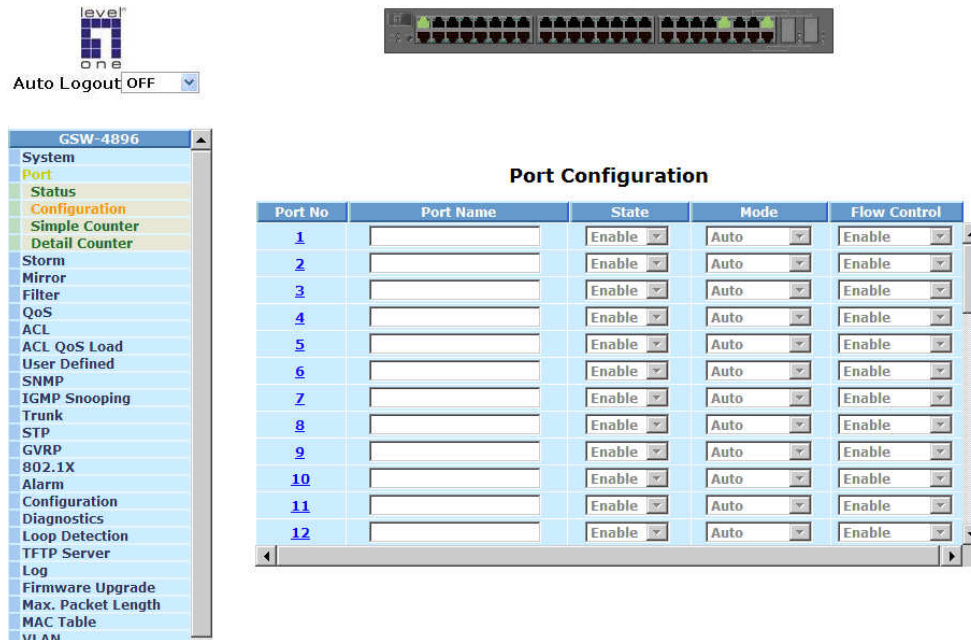 level
one
Auto Logout OFF
GSW-4896
System
Port
Status
Configuration
Simple Counter
Detail Counter
Storm
Mirror
Filter
QoS
ACL
ACL QoS Load
User Defined
SNMP
IGMP Snooping
Trunk
STP
GVRP
802.1X
Alarm
Configuration
Diagnostics
Loop Detection
TFTP Server
Log
Firmware Upgrade
Max. Packet Length
MAC Table
VLAN
Port Configuration
Port No Port Name State Mode Flow Control
1 Enable Auto Enable
2 Enable Auto Enable
3 Enable Auto Enable
4 Enable Auto Enable
5 Enable Auto Enable
6 Enable Auto Enable
7 Enable Auto Enable
8 Enable Auto Enable
9 Enable Auto Enable
10 Enable Auto Enable
11 Enable Auto Enable
12 Enable Auto Enable